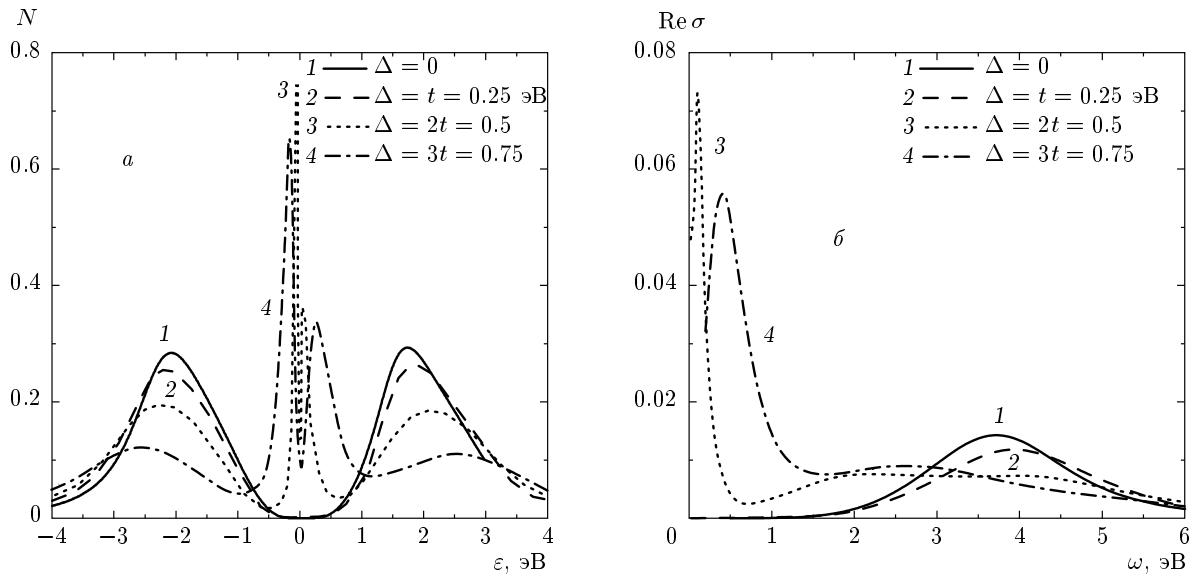 N
0.8
0.6
0.4
0.2
0
−4 −3 −2 −1 0 1 2 3 4
ε, эВ
а
1 Δ = 0
2 Δ = t = 0.25 эВ
3 Δ = 2t = 0.5
4 Δ = 3t = 0.75
3
4
1
2
Re σ
0.08
0.06
0.04
0.02
0 1 2 3 4 5 6
ω, эВ
б
1 Δ = 0
2 Δ = t = 0.25 эВ
3 Δ = 2t = 0.5
4 Δ = 3t = 0.75
3
4
1
2